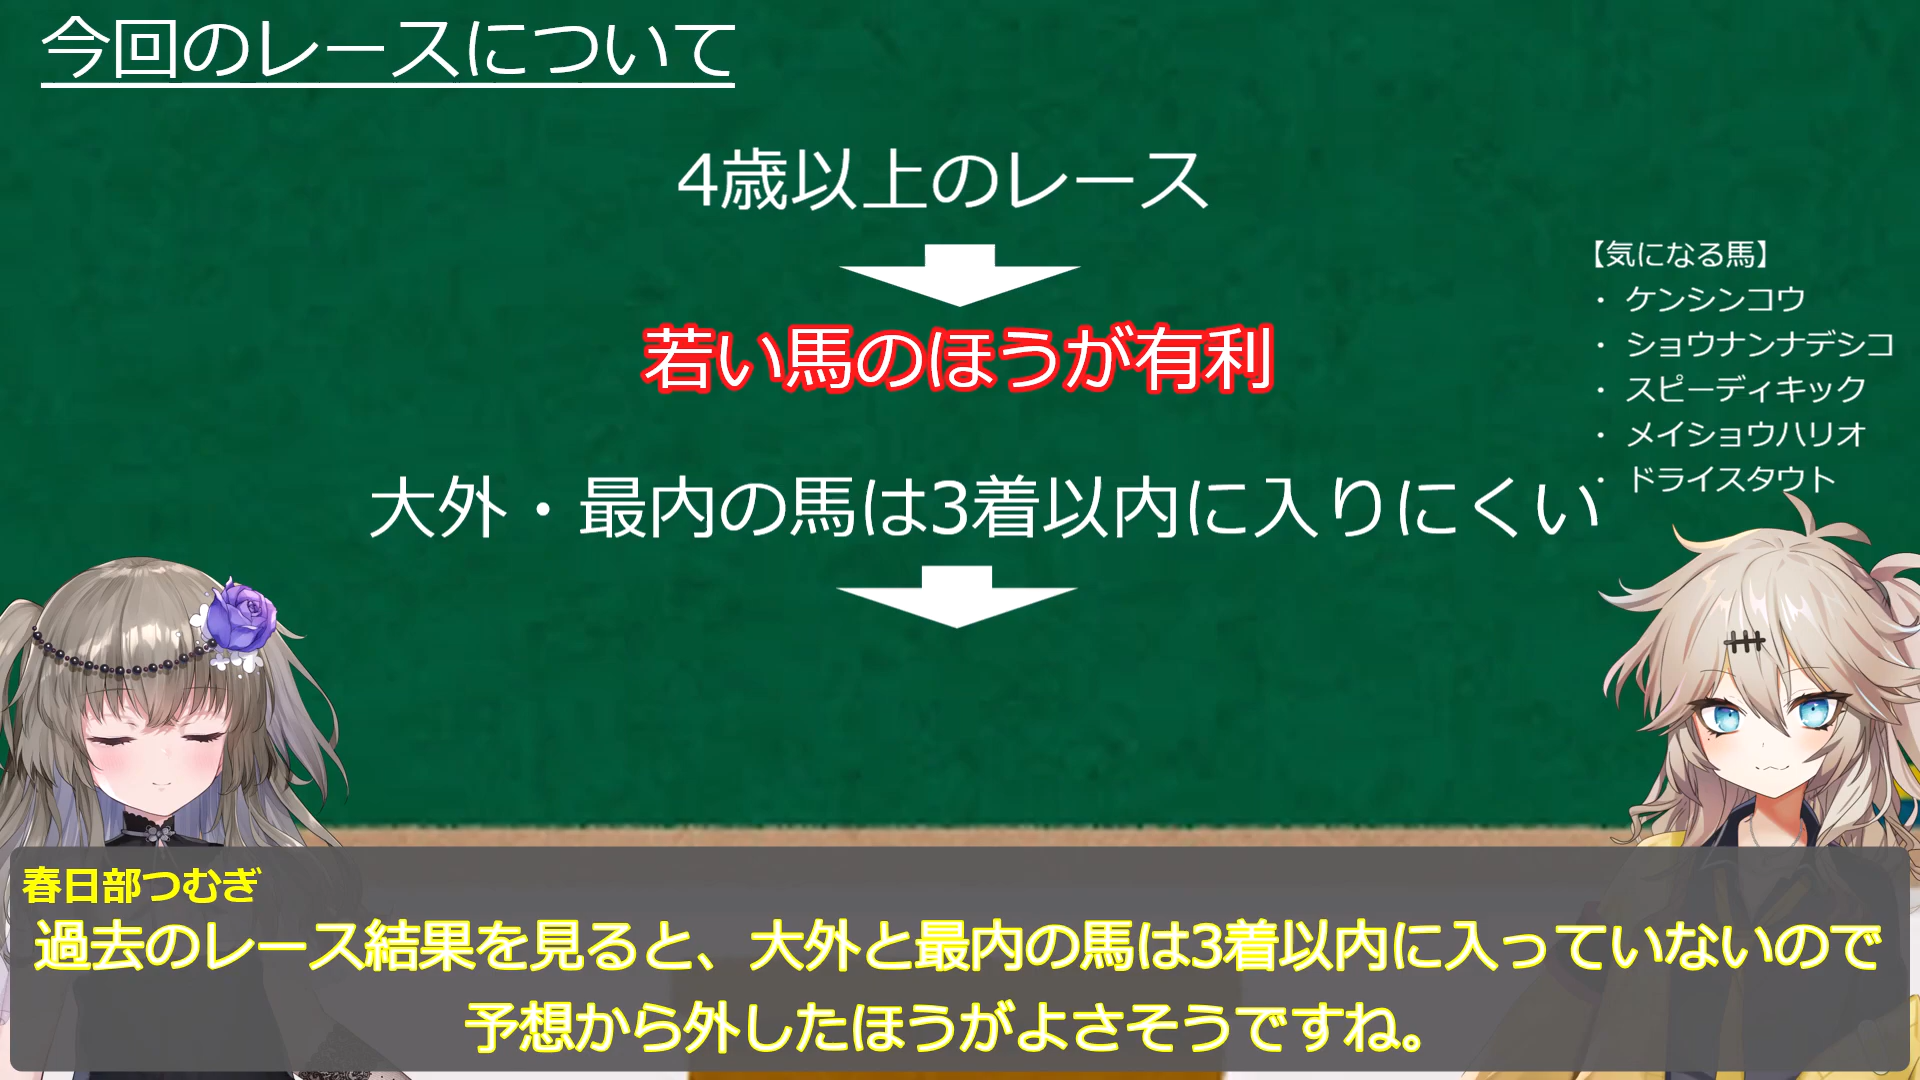 今回のレースについて
4歳以上のレース
若い馬のほうが有利
大外・最内の馬は3着以内に入りにくい
【気になる馬】
・ ケンシンコウ
・ ショウナンナデシコ
・ スピーディキック
・ メイショウハリオ
・ ドライスタウト
春日部つむぎ
過去のレース結果を見ると、大外と最内の馬は3着以内に入っていないので
予想から外したほうがよさそうですね。